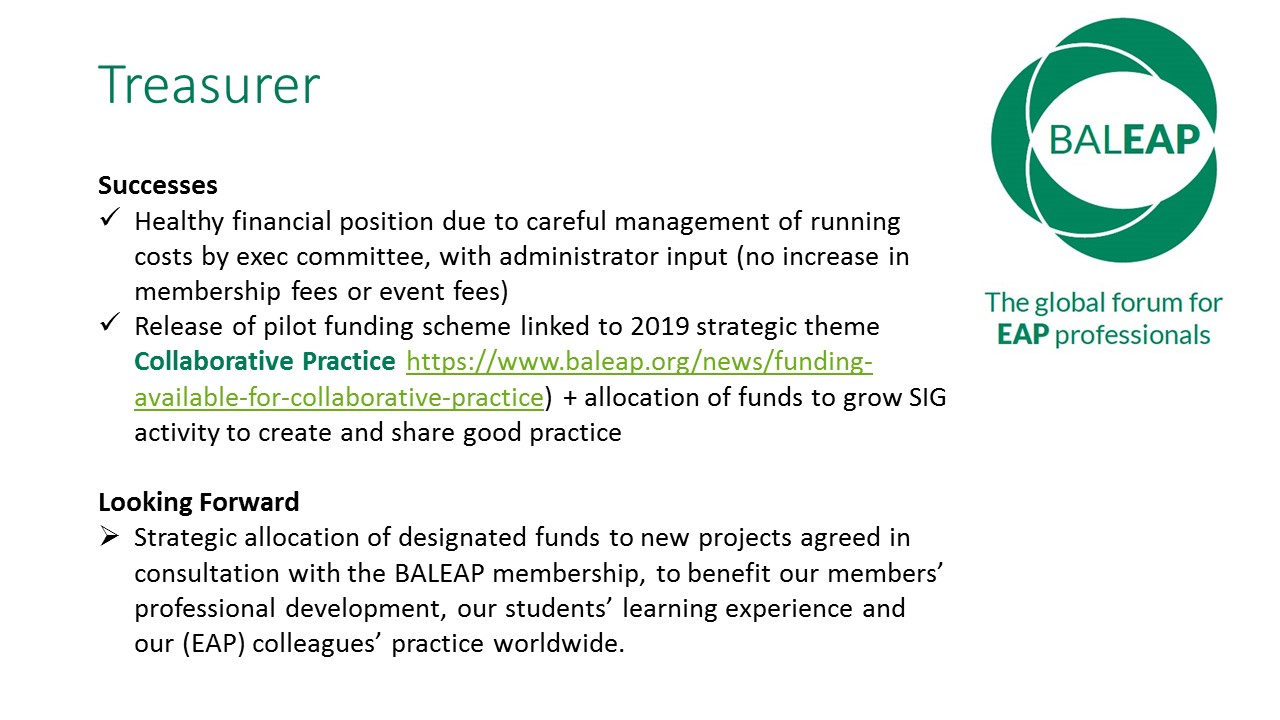 Treasurer
BALEAP
The global forum for
EAP professionals
Successes
✓ Healthy financial position due to careful management of running
costs by exec committee, with administrator input (no increase in
membership fees or event fees)
✓ Release of pilot funding scheme linked to 2019 strategic theme
Collaborative Practice https://www.baleap.org/news/funding-
available-for-collaborative-practice) + allocation of funds to grow SIG
activity to create and share good practice
Looking Forward
➢ Strategic allocation of designated funds to new projects agreed in
consultation with the BALEAP membership, to benefit our members’
professional development, our students’ learning experience and
our (EAP) colleagues’ practice worldwide.